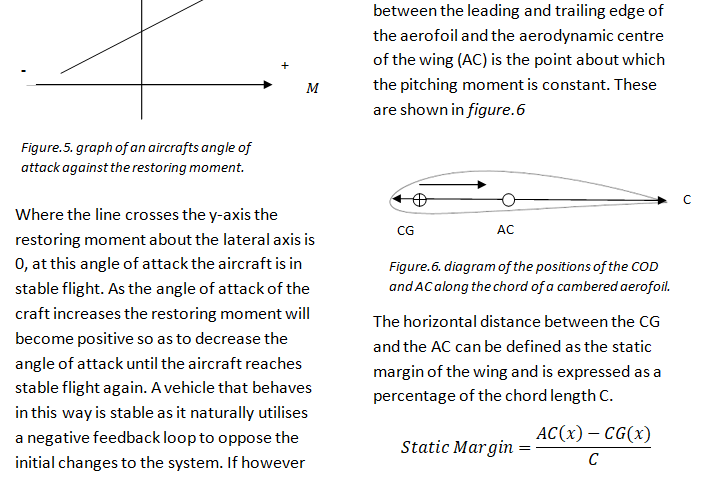 -
+
M
Figure.5. graph of an aircrafts angle of
attack against the restoring moment.
Where the line crosses the y-axis the
restoring moment about the lateral axis is
0, at this angle of attack the aircraft is in
stable flight. As the angle of attack of the
craft increases the restoring moment will
become positive so as to decrease the
angle of attack until the aircraft reaches
stable flight again. A vehicle that behaves
in this way is stable as it naturally utilises
a negative feedback loop to oppose the
initial changes to the system. If however
between the leading and trailing edge of
the aerofoil and the aerodynamic centre
of the wing (AC) is the point about which
the pitching moment is constant. These
are shown in figure.6
C
CG
AC
Figure.6. diagram of the positions of the COD
and AC along the chord of a cambered aerofoil.
The horizontal distance between the CG
and the AC can be defined as the static
margin of the wing and is expressed as a
percentage of the chord length C.
Static Margin = AC(x) – CG(x)
C